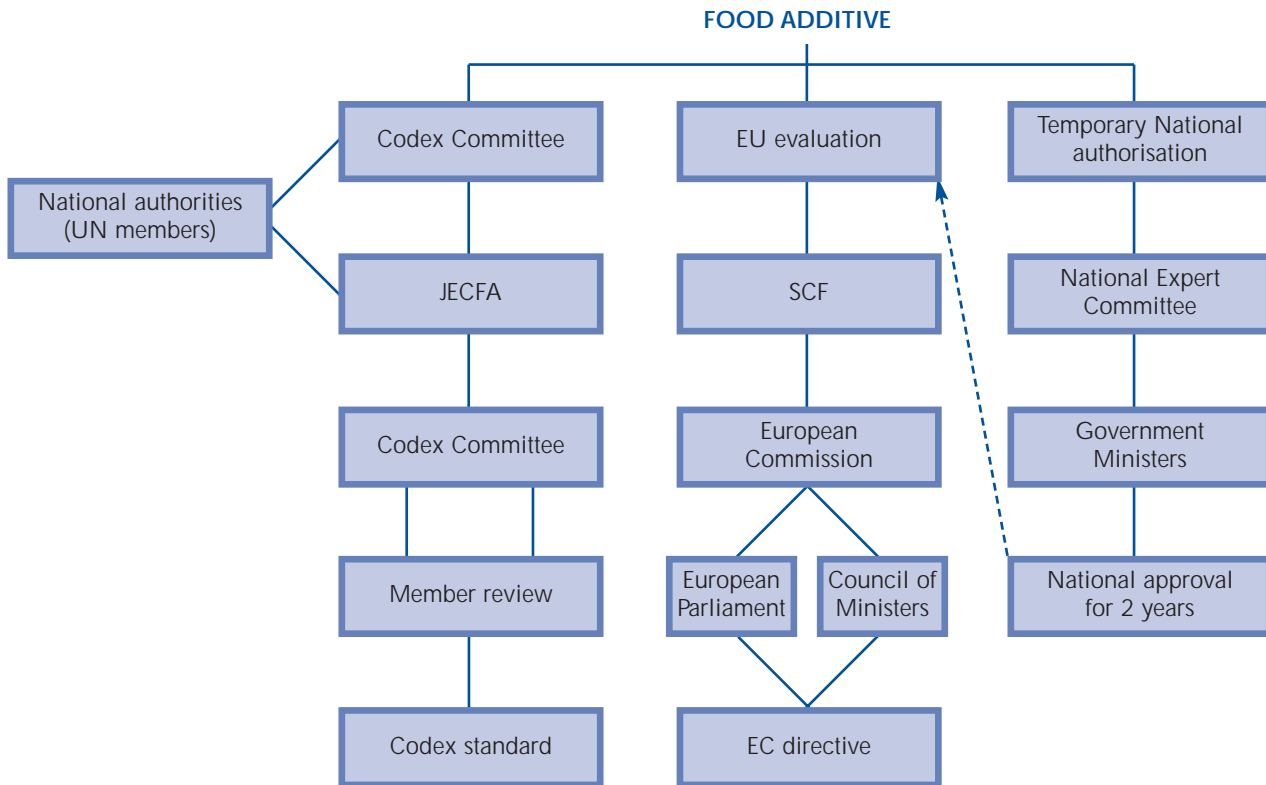 FOOD ADDITIVE
Codex Committee
EU evaluation
Temporary National
authorisation
National authorities
(UN members)
JECFA
SCF
National Expert
Committee
Codex Committee
European
Commission
Government
Ministers
Member review
European
Parliament
Council of
Ministers
National approval
for 2 years
Codex standard
EC directive